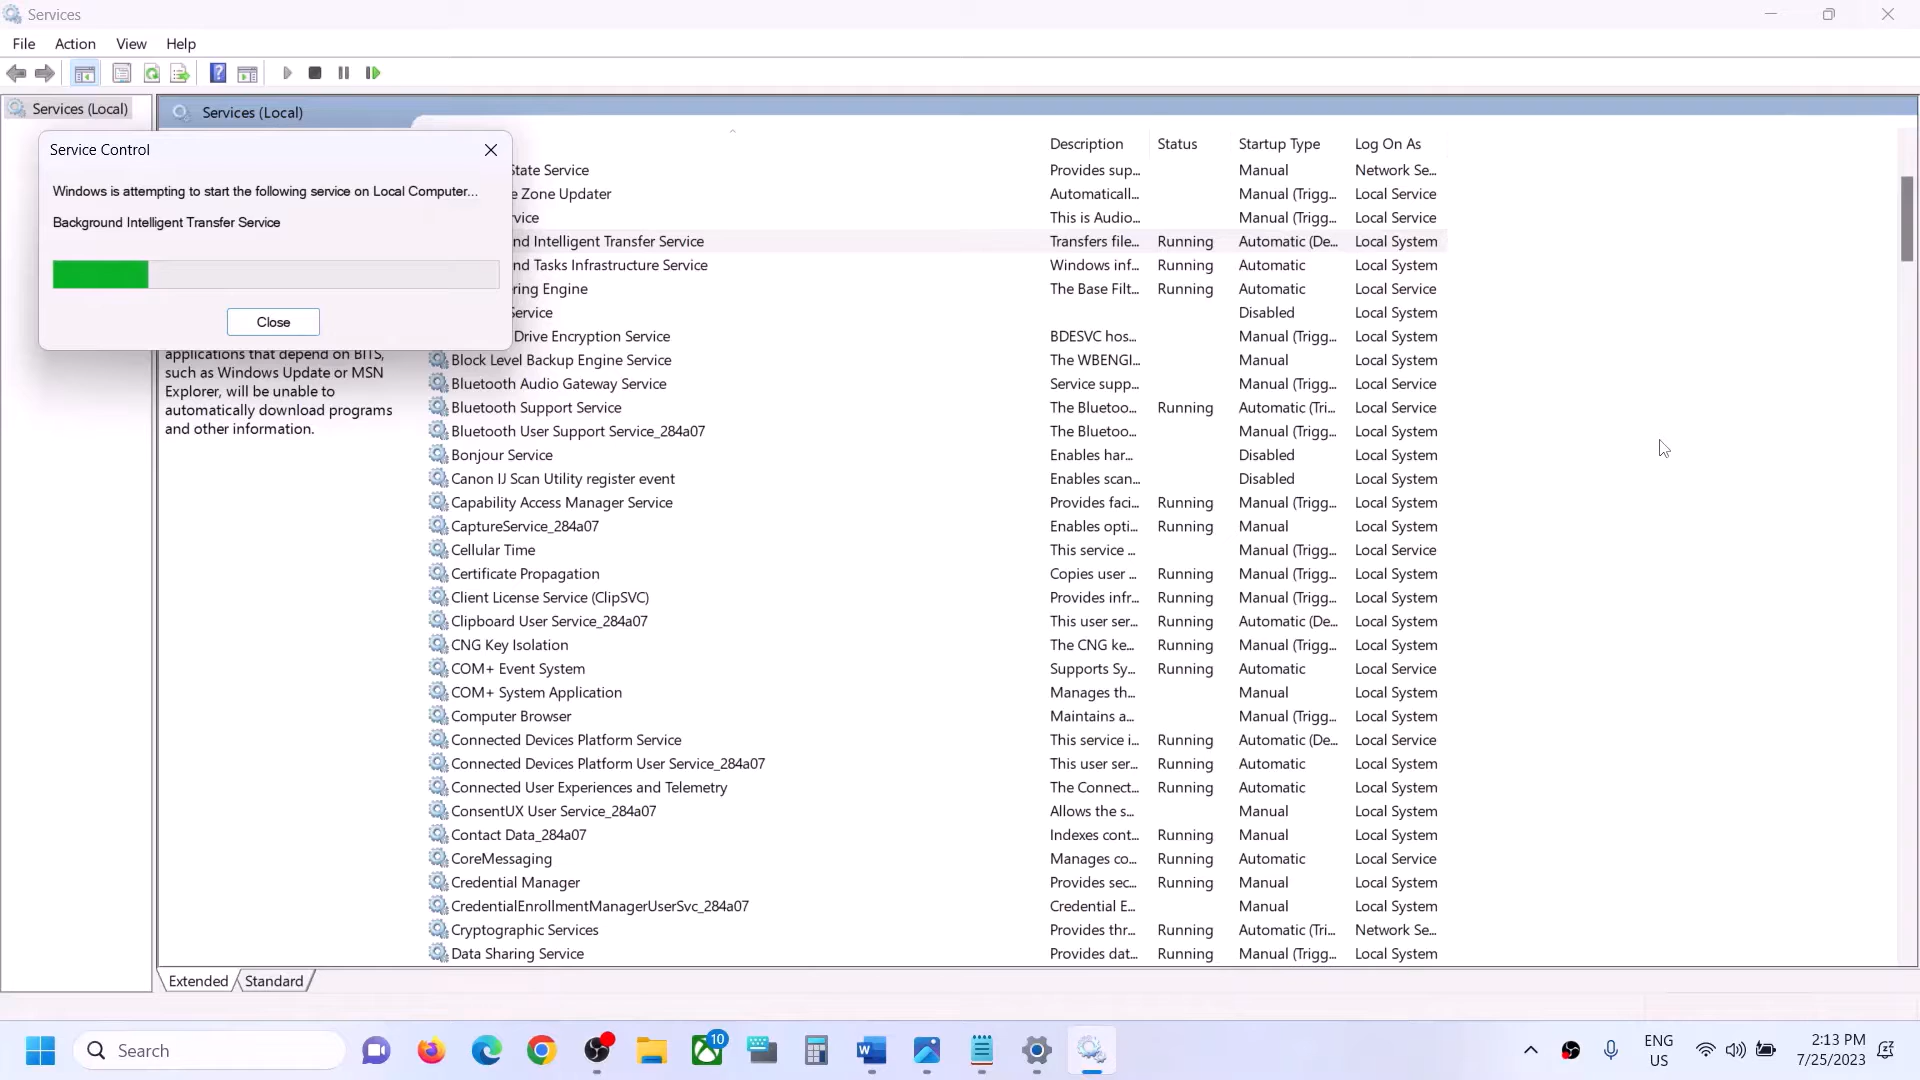 Services
File Action View Help
Services (Local)
Services (Local)
Service Control
Windows is attempting to start the following service on Local Computer...
Background Intelligent Transfer Service
Close
applications that depend on BITS,
such as Windows Update or MSN
Explorer, will be unable to
automatically download programs
and other information.
Description Status Startup Type Log On As
State Service Provides sup... Manual Network Se...
e Zone Updater Automaticall... Manual (Trigg... Local Service
vice This is Audio... Manual (Trigg... Local Service
nd Intelligent Transfer Service Transfers file... Running Automatic (De... Local System
nd Tasks Infrastructure Service Windows inf... Running Automatic Local System
ring Engine The Base Filt... Running Automatic Local Service
Service Disabled Local System
Drive Encryption Service BDESVC hos... Manual (Trigg... Local System
Block Level Backup Engine Service The WBENGI... Manual Local System
Bluetooth Audio Gateway Service Service supp... Manual (Trigg... Local Service
Bluetooth Support Service The Bluetoo... Running Automatic (Tri... Local Service
Bluetooth User Support Service_284a07 The Bluetoo... Manual (Trigg... Local System
Bonjour Service Enables har... Disabled Local System
Canon IJ Scan Utility register event Enables scan... Disabled Local System
Capability Access Manager Service Provides faci... Running Manual (Trigg... Local System
CaptureService_284a07 Enables opti... Running Manual Local System
Cellular Time This service ... Manual (Trigg... Local Service
Certificate Propagation Copies user ... Running Manual (Trigg... Local System
Client License Service (ClipSVC) Provides infr... Running Manual (Trigg... Local System
Clipboard User Service_284a07 This user ser... Running Automatic (De... Local System
CNG Key Isolation The CNG ke... Running Manual (Trigg... Local System
COM+ Event System Supports Sy... Running Automatic Local Service
COM+ System Application Manages th... Manual Local System
Computer Browser Maintains a... Manual (Trigg... Local System
Connected Devices Platform Service This service i... Running Automatic (De... Local Service
Connected Devices Platform User Service_284a07 This user ser... Running Automatic Local System
Connected User Experiences and Telemetry The Connect... Running Automatic Local System
ConsentUX User Service_284a07 Allows the s... Manual Local System
Contact Data_284a07 Indexes cont... Running Manual Local System
CoreMessaging Manages co... Running Automatic Local Service
Credential Manager Provides sec... Running Manual Local System
CredentialEnrollmentManagerUserSvc_284a07 Credential E... Manual Local System
Cryptographic Services Provides thr... Running Automatic (Tri... Network Se...
Data Sharing Service Provides dat... Running Manual (Trigg... Local System
Extended Standard
Search
10
ENG
US
2:13 PM
7/25/2023